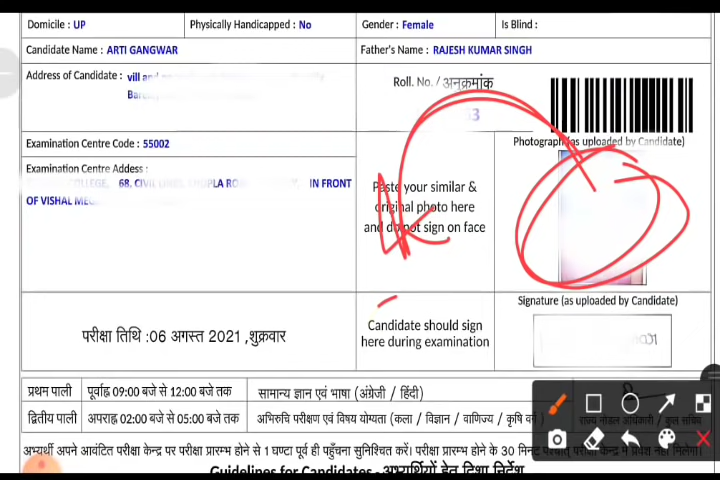 Domicile : UP
Physically Handicapped : No
Gender : Female
Is Blind :
Candidate Name : ARTI GANGWAR
Father's Name : RAJESH KUMAR SINGH
Address of Candidate : vill and
Roll. No. / अनुक्रमांक
Examination Centre Code : 55002
Photograph (as uploaded by Candidate)
Examination Centre Addess :
68, CIVIL IN FRONT
OF VISHAL
Paste your similar &
original photo here
and do not sign on face
परीक्षा तिथि :06 अगस्त 2021 ,शुक्रवार
Candidate should sign
here during examination
Signature (as uploaded by Candidate)
प्रथम पाली पूर्वाह्न 09:00 बजे से 12:00 बजे तक सामान्य ज्ञान एवं भाषा (अंग्रेजी / हिंदी)
द्वितीय पाली अपराह्न 02:00 बजे से 05:00 बजे तक अभिरुचि परीक्षण एवं विषय योग्यता (कला / विज्ञान / वाणिज्य / कृषि वर्ग
अभ्यर्थी अपने आवंटित परीक्षा केन्द्र पर परीक्षा प्रारम्भ होने से 1 घण्टा पूर्व ही पहुँचना सुनिश्चित करें। परीक्षा प्रारम्भ होने के 30 मिनट
Guidelines for Candidates - अभ्यर्थियों हेतु दिशा निर्देश